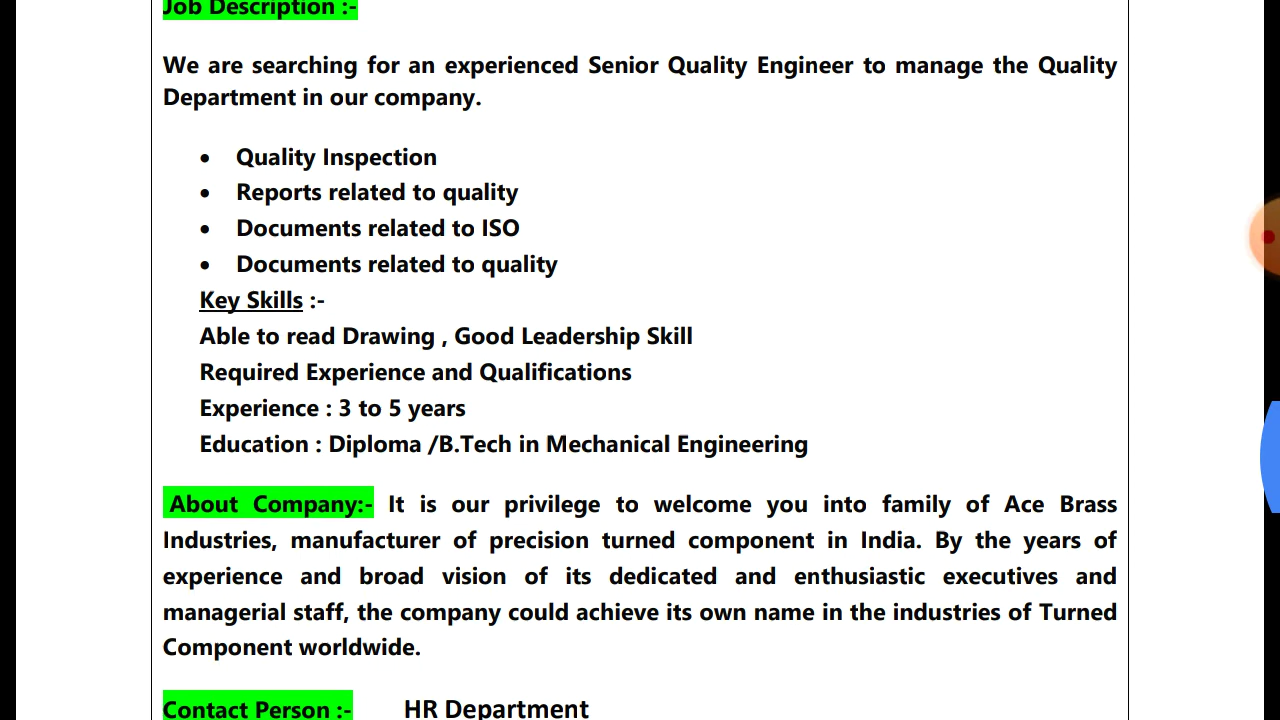 Job Description :-
We are searching for an experienced Senior Quality Engineer to manage the Quality
Department in our company.
• Quality Inspection
• Reports related to quality
• Documents related to ISO
• Documents related to quality
Key Skills :-
Able to read Drawing , Good Leadership Skill
Required Experience and Qualifications
Experience : 3 to 5 years
Education : Diploma /B.Tech in Mechanical Engineering
About Company:- It is our privilege to welcome you into family of Ace Brass
Industries, manufacturer of precision turned component in India. By the years of
experience and broad vision of its dedicated and enthusiastic executives and
managerial staff, the company could achieve its own name in the industries of Turned
Component worldwide.
Contact Person :- HR Department